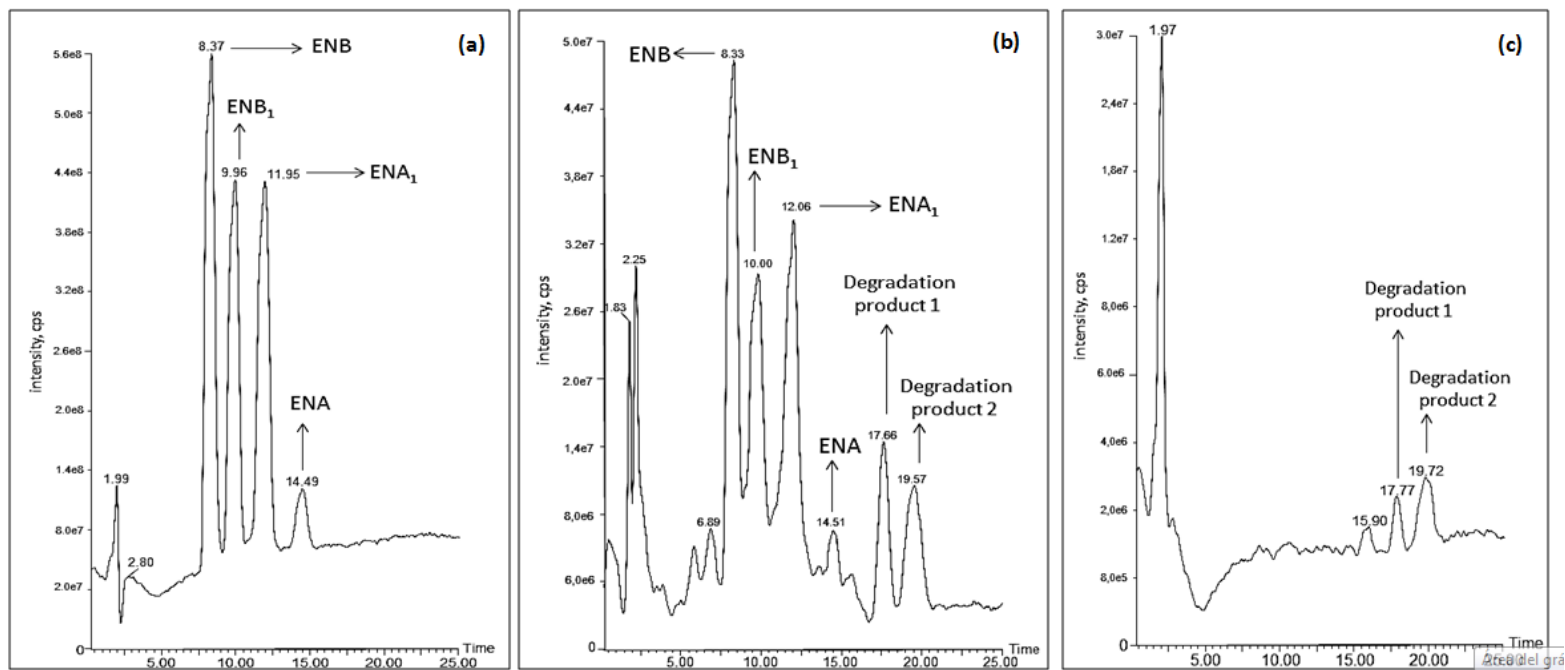 (a)
8.37 ENB
5.6e8
ENB1
5.0e8
4.4e8
9.96
11.95
ENA1
3.8e8
3.2e8
intensity, cps
2.6e8
2.0e8
ENA
1.4e8
1.99
14.49
8.0e7
2.80
2.0e7
0
5.00
10.00
15.00
20.00
25.00
Time
(b)
5.0e7
ENB
8.33
4,4e7
ENB1
3,8e7
12.06
ENA1
3.2e7
2.25
10.00
Degradation
product 1
2.6e7
1.83
intensity, cps
2.0e7
Degradation
product 2
1,4e7
17.66
ENA
19.57
8,0e6
6.89
14.51
6,0e6
0
5.00
10.00
15.00
20.00
25.00
Time
(c)
3.0e7
1.97
2,4e7
1,8e7
1,2e7
8,0e6
Degradation
product 1
intensity, cps
6.0e6
Degradation
product 2
4,0e6
19.72
17.77
2,0e6
15.90
8,0e5
0
5.00
10.00
15.00
20.00
Time
del grá